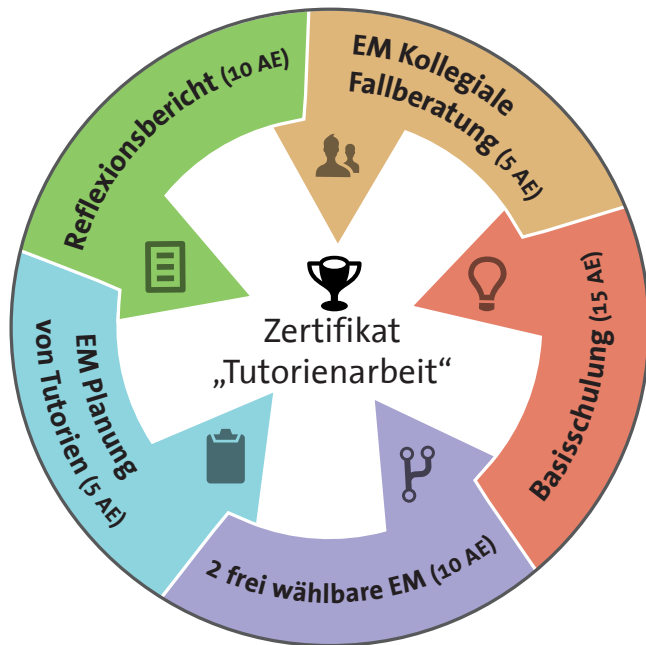 EM Kollegiale
Fallberatung (5 AE)
Basisschulung (15 AE)
2 frei wählbare EM (10 AE)
EM Planung
von Tutorien (5 AE)
Reflexionsbericht (10 AE)
Zertifikat
„Tutorienarbeit“